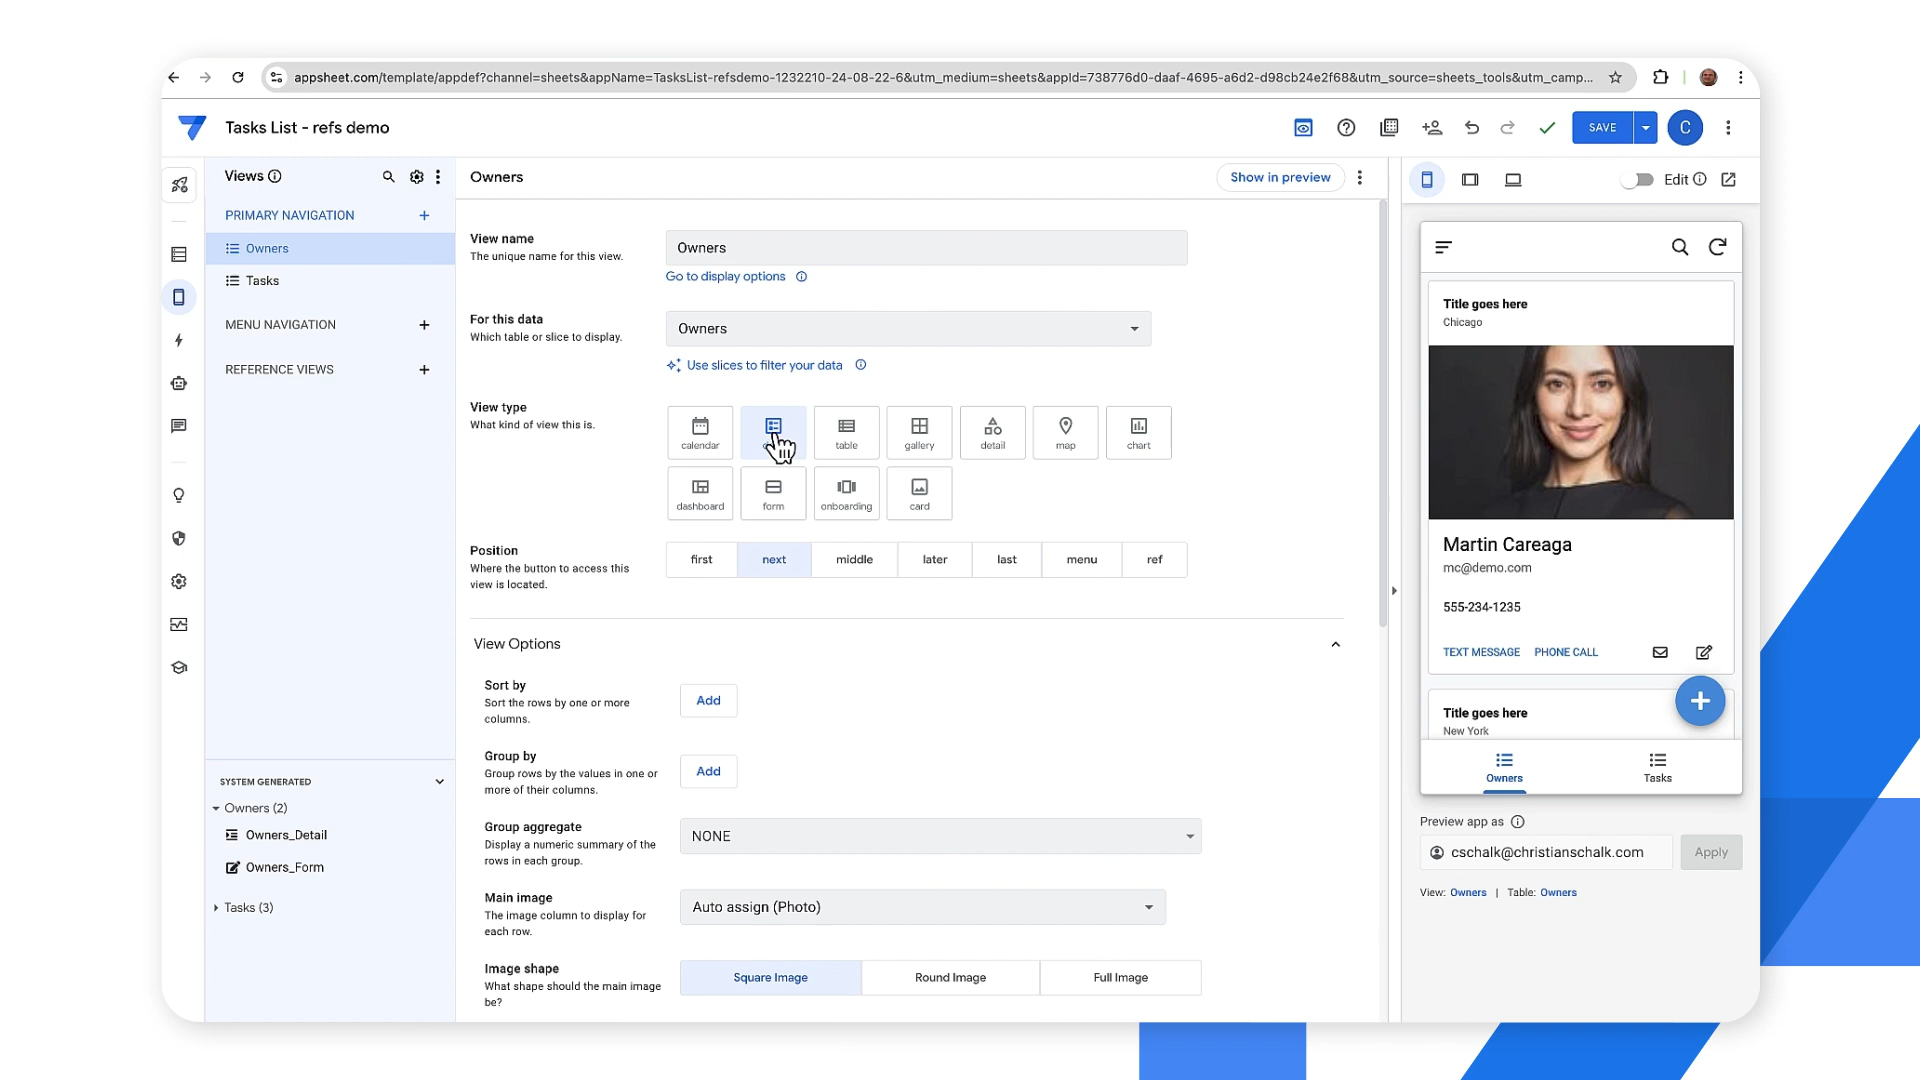 appsheet.com/template/appdef?channel=sheets&appName=TasksList-refsdemo-1232210-24-08-22-6&utm_medium=sheets&appId=738776d0-daaf-4695-a6d2-d98cb24e2f68&utm_source=sheets_tools&utm_camp...
Tasks List - refs demo
SAVE
C
Views
PRIMARY NAVIGATION
Owners
Tasks
MENU NAVIGATION
REFERENCE VIEWS
SYSTEM GENERATED
Owners (2)
Owners_Detail
Owners_Form
Tasks (3)
Owners
Show in preview
View name
The unique name for this view.
Owners
Go to display options
For this data
Which table or slice to display.
Owners
Use slices to filter your data
View type
What kind of view this is.
calendar
table
gallery
detail
map
chart
dashboard
form
onboarding
card
Position
Where the button to access this
view is located.
first
next
middle
later
last
menu
ref
View Options
Sort by
Sort the rows by one or more
columns.
Add
Group by
Group rows by the values in one or
more of their columns.
Add
Group aggregate
Display a numeric summary of the
rows in each group.
NONE
Main image
The image column to display for
each row.
Auto assign (Photo)
Image shape
What shape should the main image
be?
Square Image
Round Image
Full Image
Edit
Title goes here
Chicago
Martin Careaga
mc@demo.com
555-234-1235
TEXT MESSAGE
PHONE CALL
Title goes here
New York
Owners
Tasks
Preview app as
cschalk@christianschalk.com
Apply
View: Owners | Table: Owners